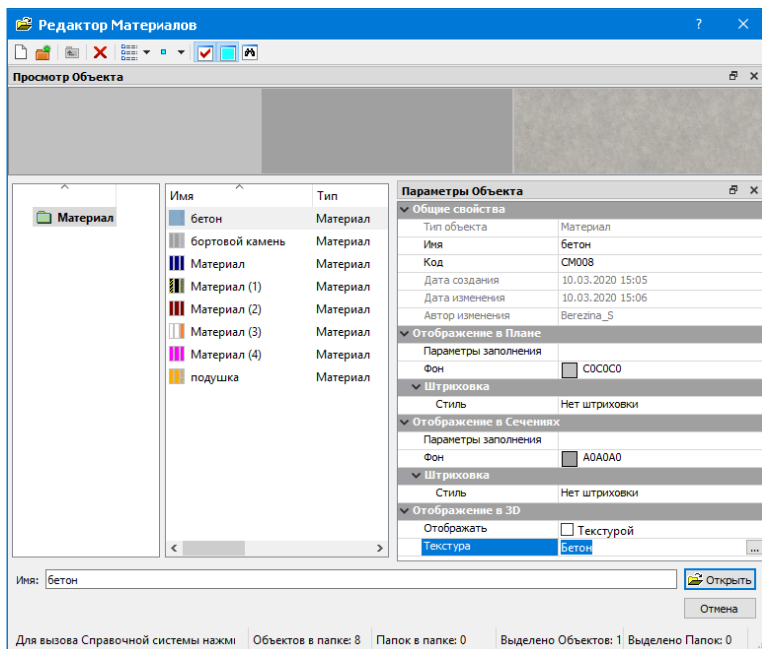 Редактор Материалов
Просмотр Объекта
Материал
Имя Тип
бетон Материал
бортовой камень Материал
Материал Материал
Материал (1) Материал
Материал (2) Материал
Материал (3) Материал
Материал (4) Материал
подушка Материал
Параметры Объекта
Общие свойства
Тип объекта Материал
Имя бетон
Код CM008
Дата создания 10.03.2020 15:05
Дата изменения 10.03.2020 15:06
Автор изменения Berezina_S
Отображение в Плане
Параметры заполнения
Фон C0C0C0
Штриховка
Стиль Нет штриховки
Отображение в Сечениях
Параметры заполнения
Фон A0A0A0
Штриховка
Стиль Нет штриховки
Отображение в 3D
Отображать Текстурой
Текстура Бетон ...
Имя: бетон Открыть
Отмена
Для вызова Справочной системы нажми Объектов в папке: 8 Папок в папке: 0 Выделено Объектов: 1 Выделено Папок: 0